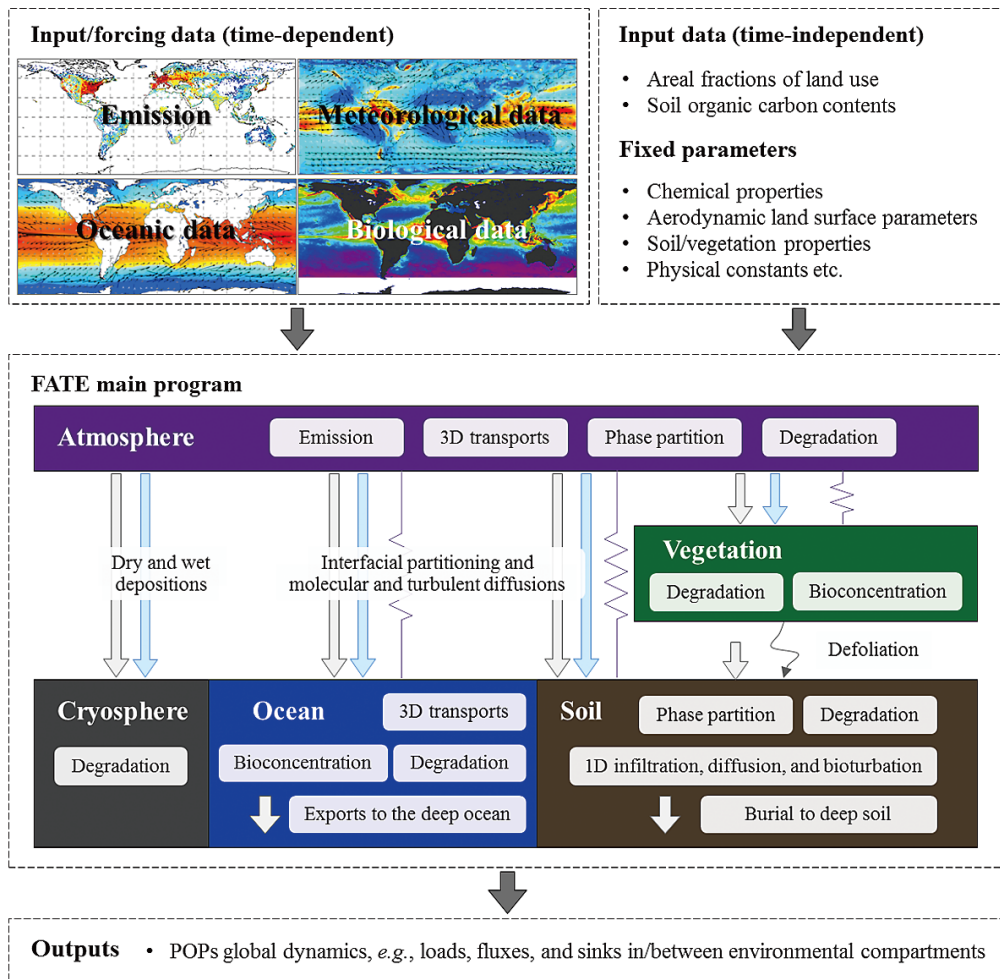 Input/forcing data (time-dependent)
Emission
Meteorological data
Oceanic data
Biological data
Input data (time-independent)
• Areal fractions of land use
• Soil organic carbon contents
Fixed parameters
• Chemical properties
• Aerodynamic land surface parameters
• Soil/vegetation properties
• Physical constants etc.
FATE main program
Atmosphere
Emission
3D transports
Phase partition
Degradation
Dry and wet
depositions
Interfacial partitioning and
molecular and turbulent diffusions
Vegetation
Degradation
Bioconcentration
Defoliation
Cryosphere
Degradation
Ocean
3D transports
Bioconcentration
Degradation
Exports to the deep ocean
Soil
Phase partition
Degradation
1D infiltration, diffusion, and bioturbation
Burial to deep soil
Outputs • POPs global dynamics, e.g., loads, fluxes, and sinks in/between environmental compartments